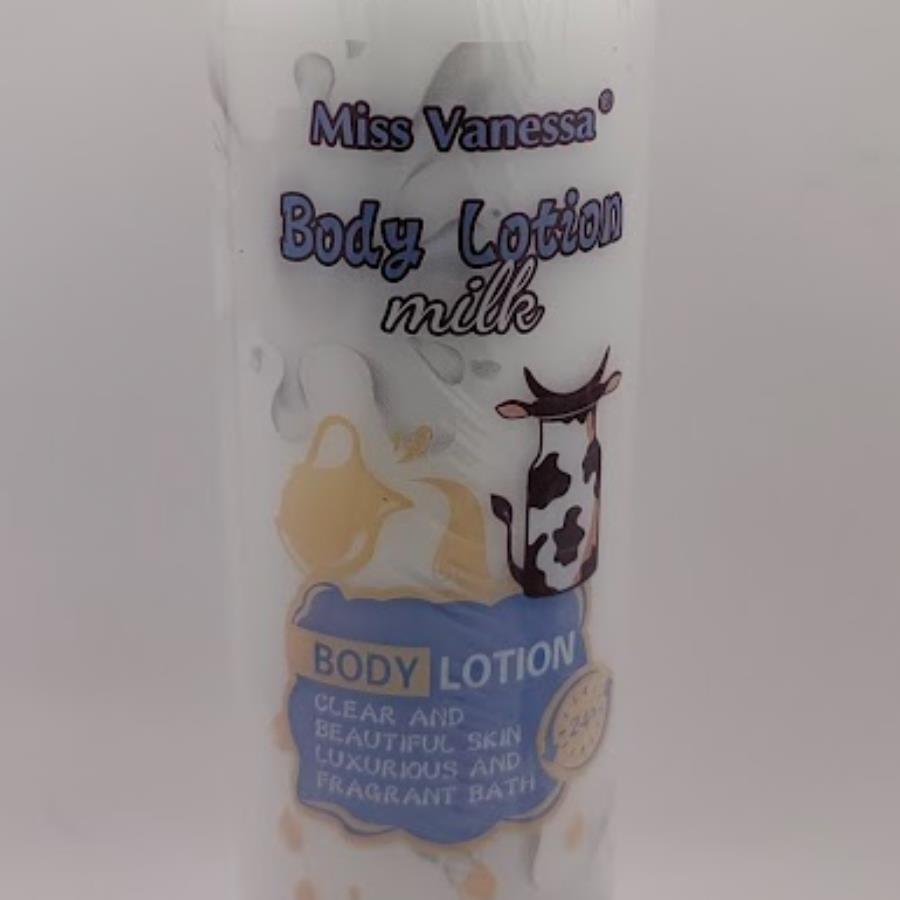 Miss Vanessa®
Body Lotion
milk
BODY LOTION
CLEAR AND
BEAUTIFUL SKIN
LUXURIOUS AND
FRAGRANT BATH